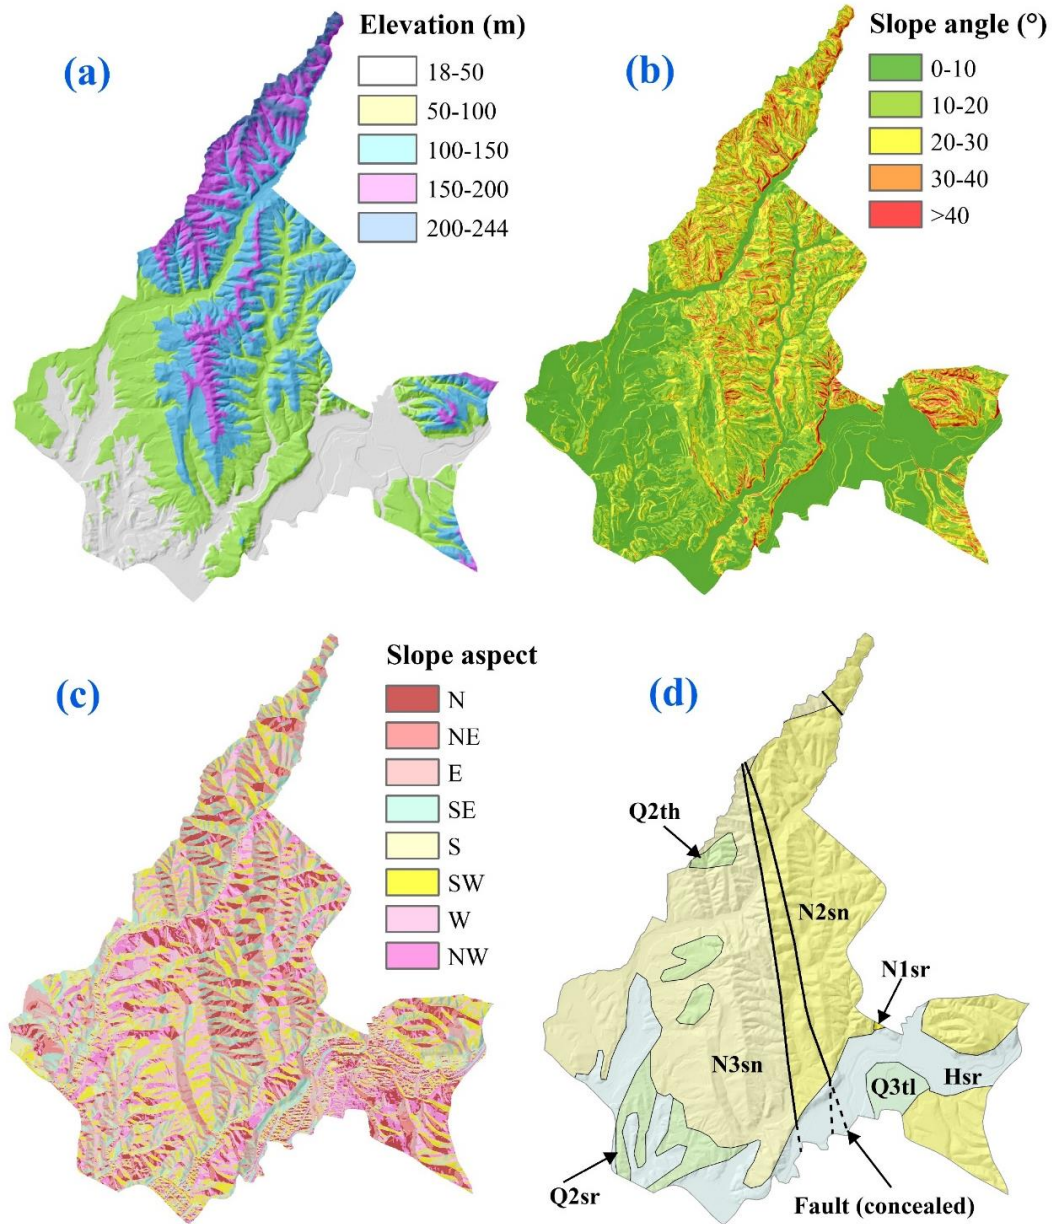 (a)
Elevation (m)
18-50
50-100
100-150
150-200
200-244
(b)
Slope angle (°)
0-10
10-20
20-30
30-40
>40
(c)
Slope aspect
N
NE
E
SE
S
SW
W
NW
(d)
Q2th
N2sn
N1sr
N3sn
Q3tl
Hsr
Q2sr
Fault (concealed)